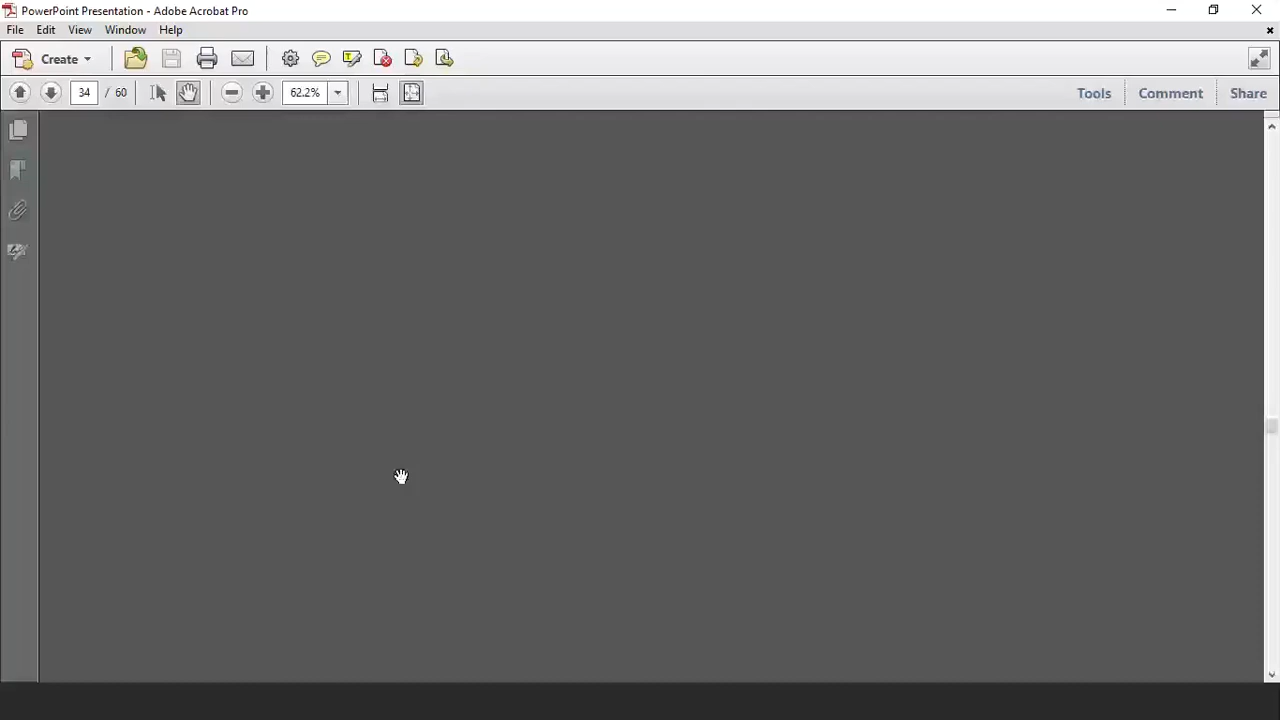 PowerPoint Presentation - Adobe Acrobat Pro
File Edit View Window Help
Create
34 / 60 62.2% Tools Comment Share